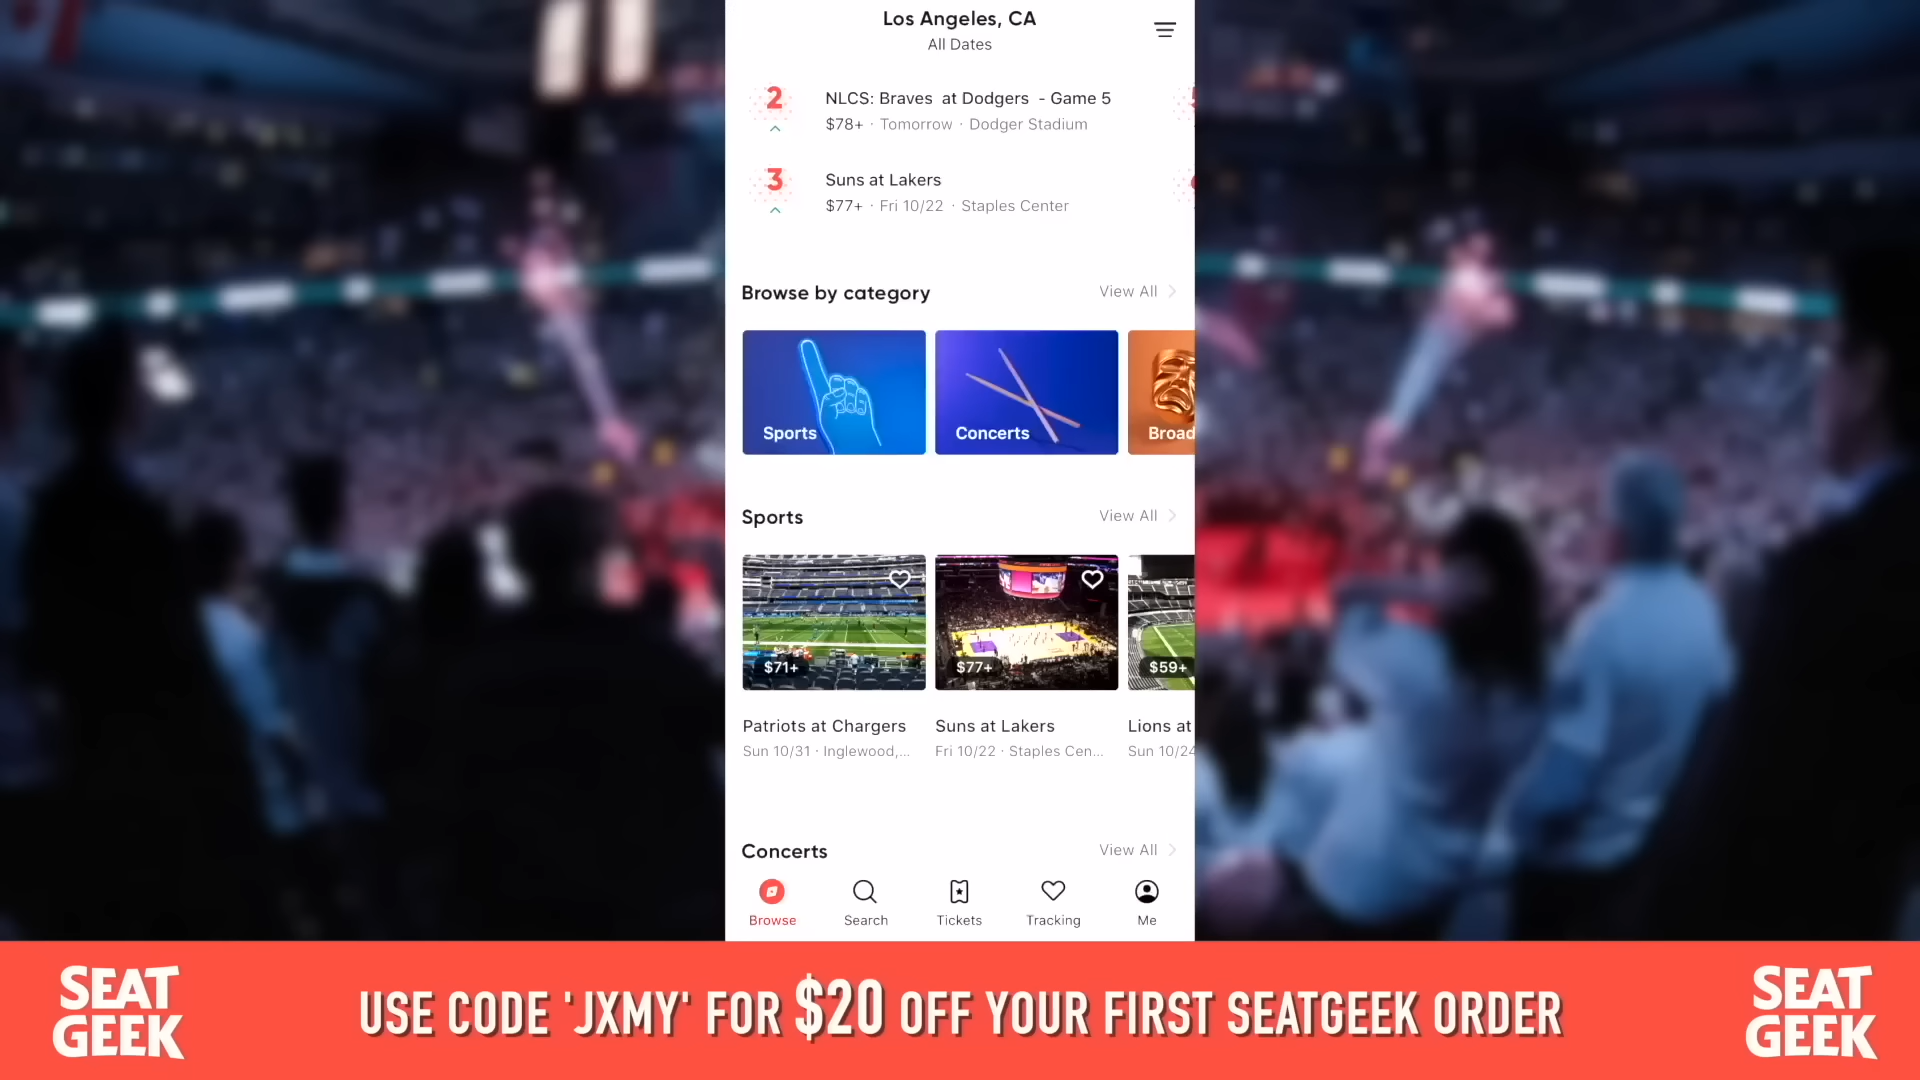 Los Angeles, CA
All Dates
2
NLCS: Braves at Dodgers - Game 5
$78+ · Tomorrow · Dodger Stadium
3
Suns at Lakers
$77+ · Fri 10/22 · Staples Center
Browse by category
View All
Sports
Concerts
Broad
Sports
View All
$71+
$77+
$59+
Patriots at Chargers
Suns at Lakers
Lions at
Sun 10/31 · Inglewood,...
Fri 10/22 · Staples Cen...
Sun 10/24
Concerts
View All
Browse
Search
Tickets
Tracking
Me
SEAT
GEEK
USE CODE 'JXMY' FOR $20 OFF YOUR FIRST SEATGEEK ORDER
SEAT
GEEK